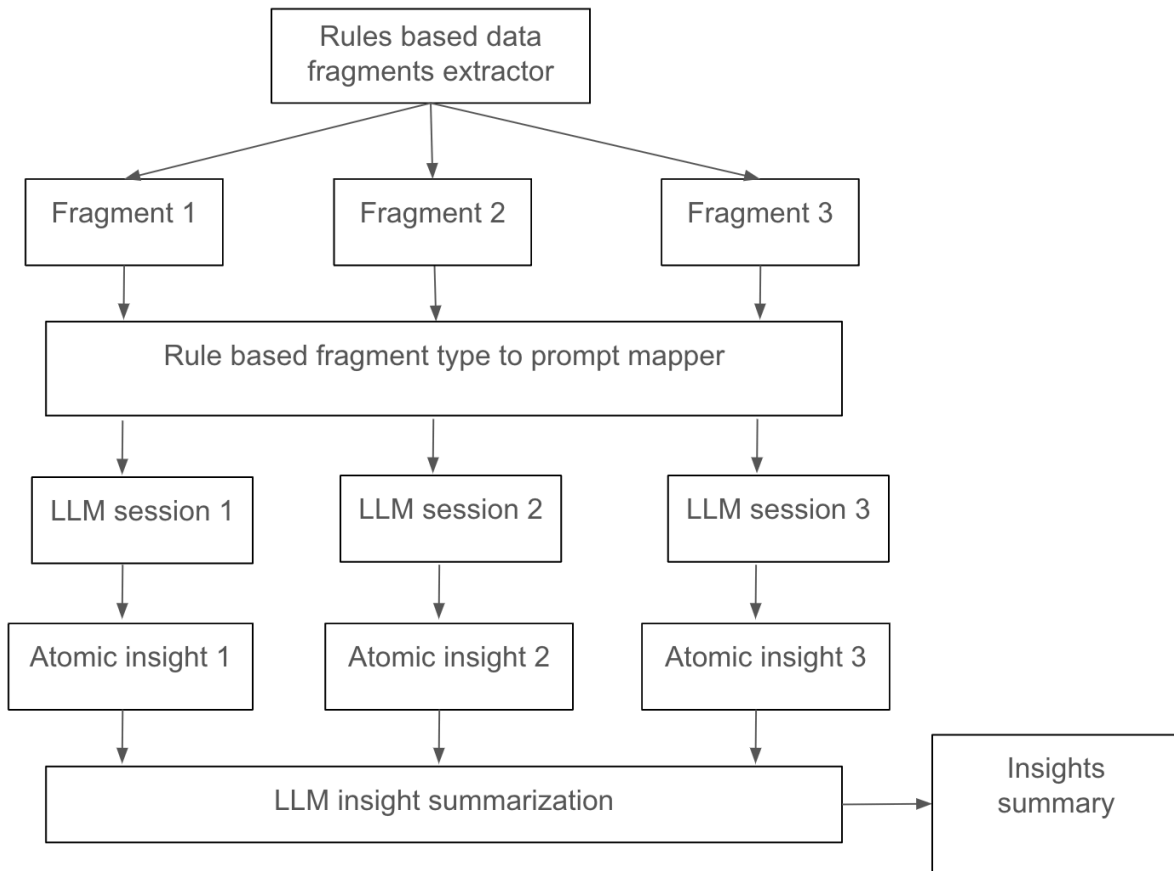 Rules based data
fragments extractor
Fragment 1
Fragment 2
Fragment 3
Rule based fragment type to prompt mapper
LLM session 1
LLM session 2
LLM session 3
Atomic insight 1
Atomic insight 2
Atomic insight 3
LLM insight summarization
Insights
summary